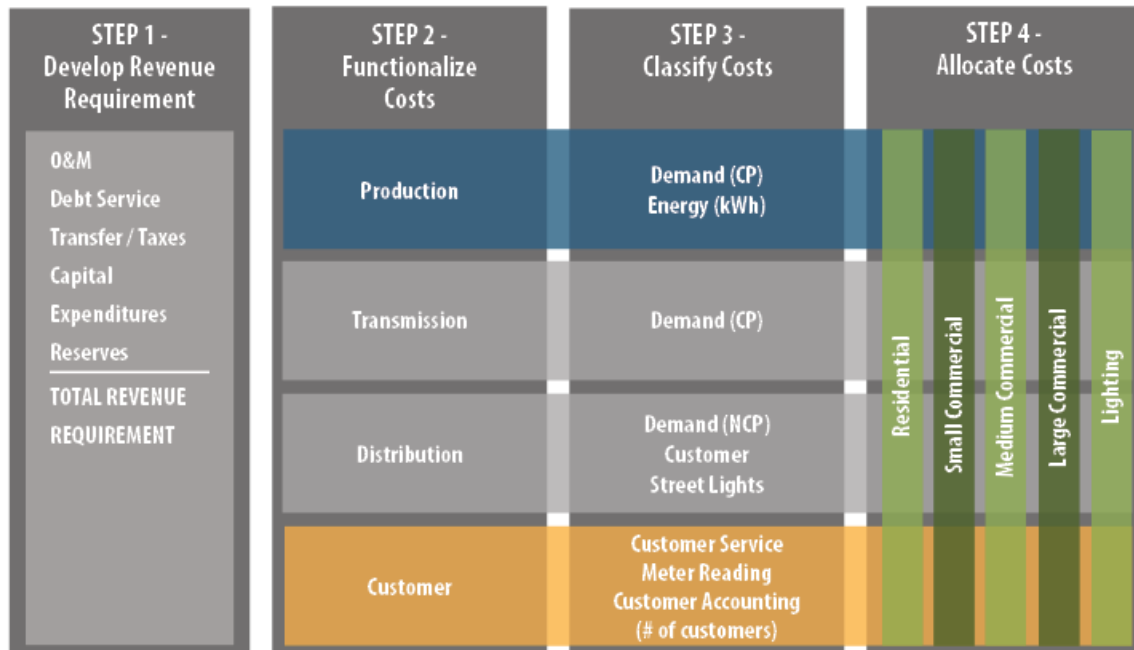 STEP 1 -
Develop Revenue
Requirement
O&M
Debt Service
Transfer / Taxes
Capital
Expenditures
Reserves
TOTAL REVENUE
REQUIREMENT
STEP 2 -
Functionalize
Costs
Production
Transmission
Distribution
Customer
STEP 3 -
Classify Costs
Demand (CP)
Energy (kWh)
Demand (CP)
Demand (NCP)
Customer
Street Lights
Customer Service
Meter Reading
Customer Accounting
(# of customers)
STEP 4 -
Allocate Costs
Residential
Small Commercial
Medium Commercial
Large Commercial
Lighting